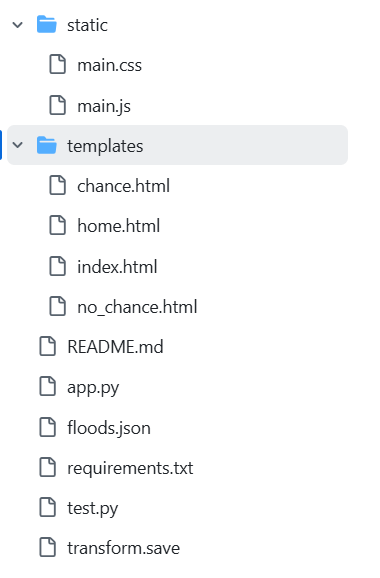 static
main.css
main.js
templates
chance.html
home.html
index.html
no_chance.html
README.md
app.py
floods.json
requirements.txt
test.py
transform.save